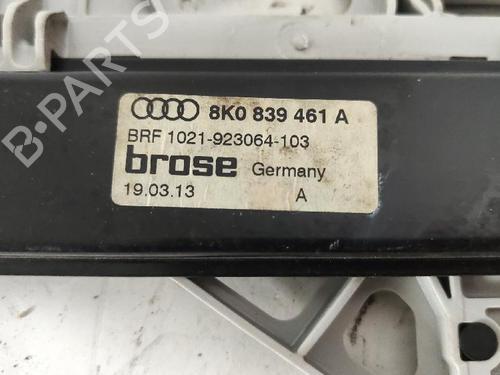 8K0 839 461 A
BRF 1021-923064-103
brose Germany
19.03.13 A
B-PARTS